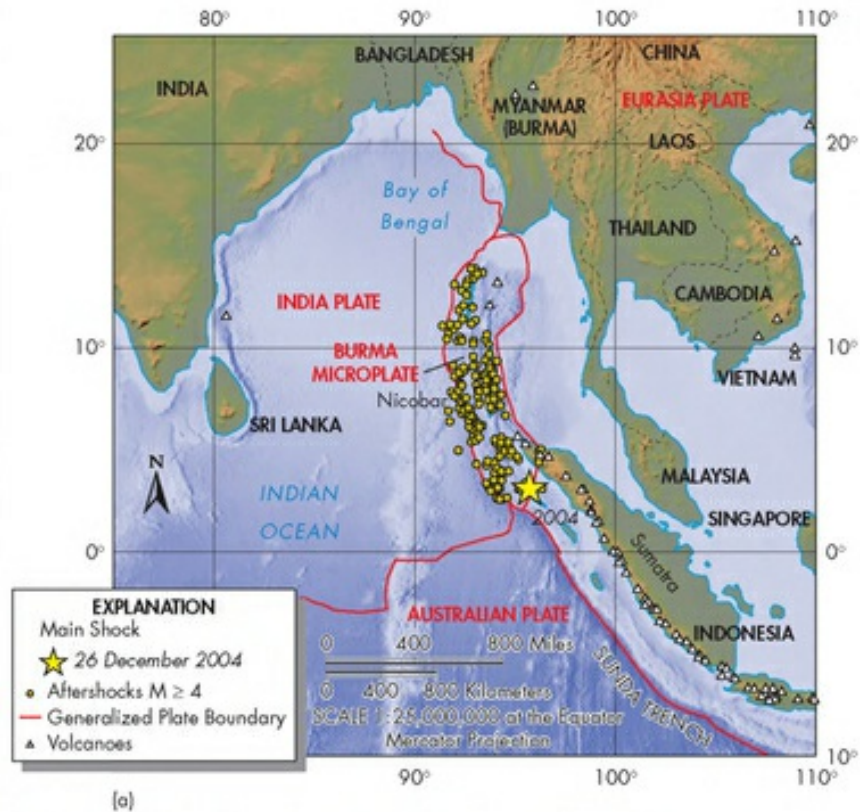 80°
90°
100°
110°
BANGLADESH
CHINA
INDIA
MYANMAR
(BURMA)
EURASIA PLATE
20°
LAOS
Bay of
Bengal
THAILAND
INDIA PLATE
CAMBODIA
10°
BURMA
MICROPLATE
VIETNAM
Nicobar
SRI LANKA
N
MALAYSIA
INDIAN
OCEAN
2004
SINGAPORE
0°
Sumatra
EXPLANATION
Main Shock
26 December 2004
Aftershocks M ≥ 4
Generalized Plate Boundary
Volcanoes
AUSTRALIAN PLATE
INDONESIA
0 400 800 Miles
0 400 800 Kilometers
SCALE 1:25,000,000 at the Equator
Mercator Projection
SUNDA TRENCH
10°
90°
100°
110°
(a)